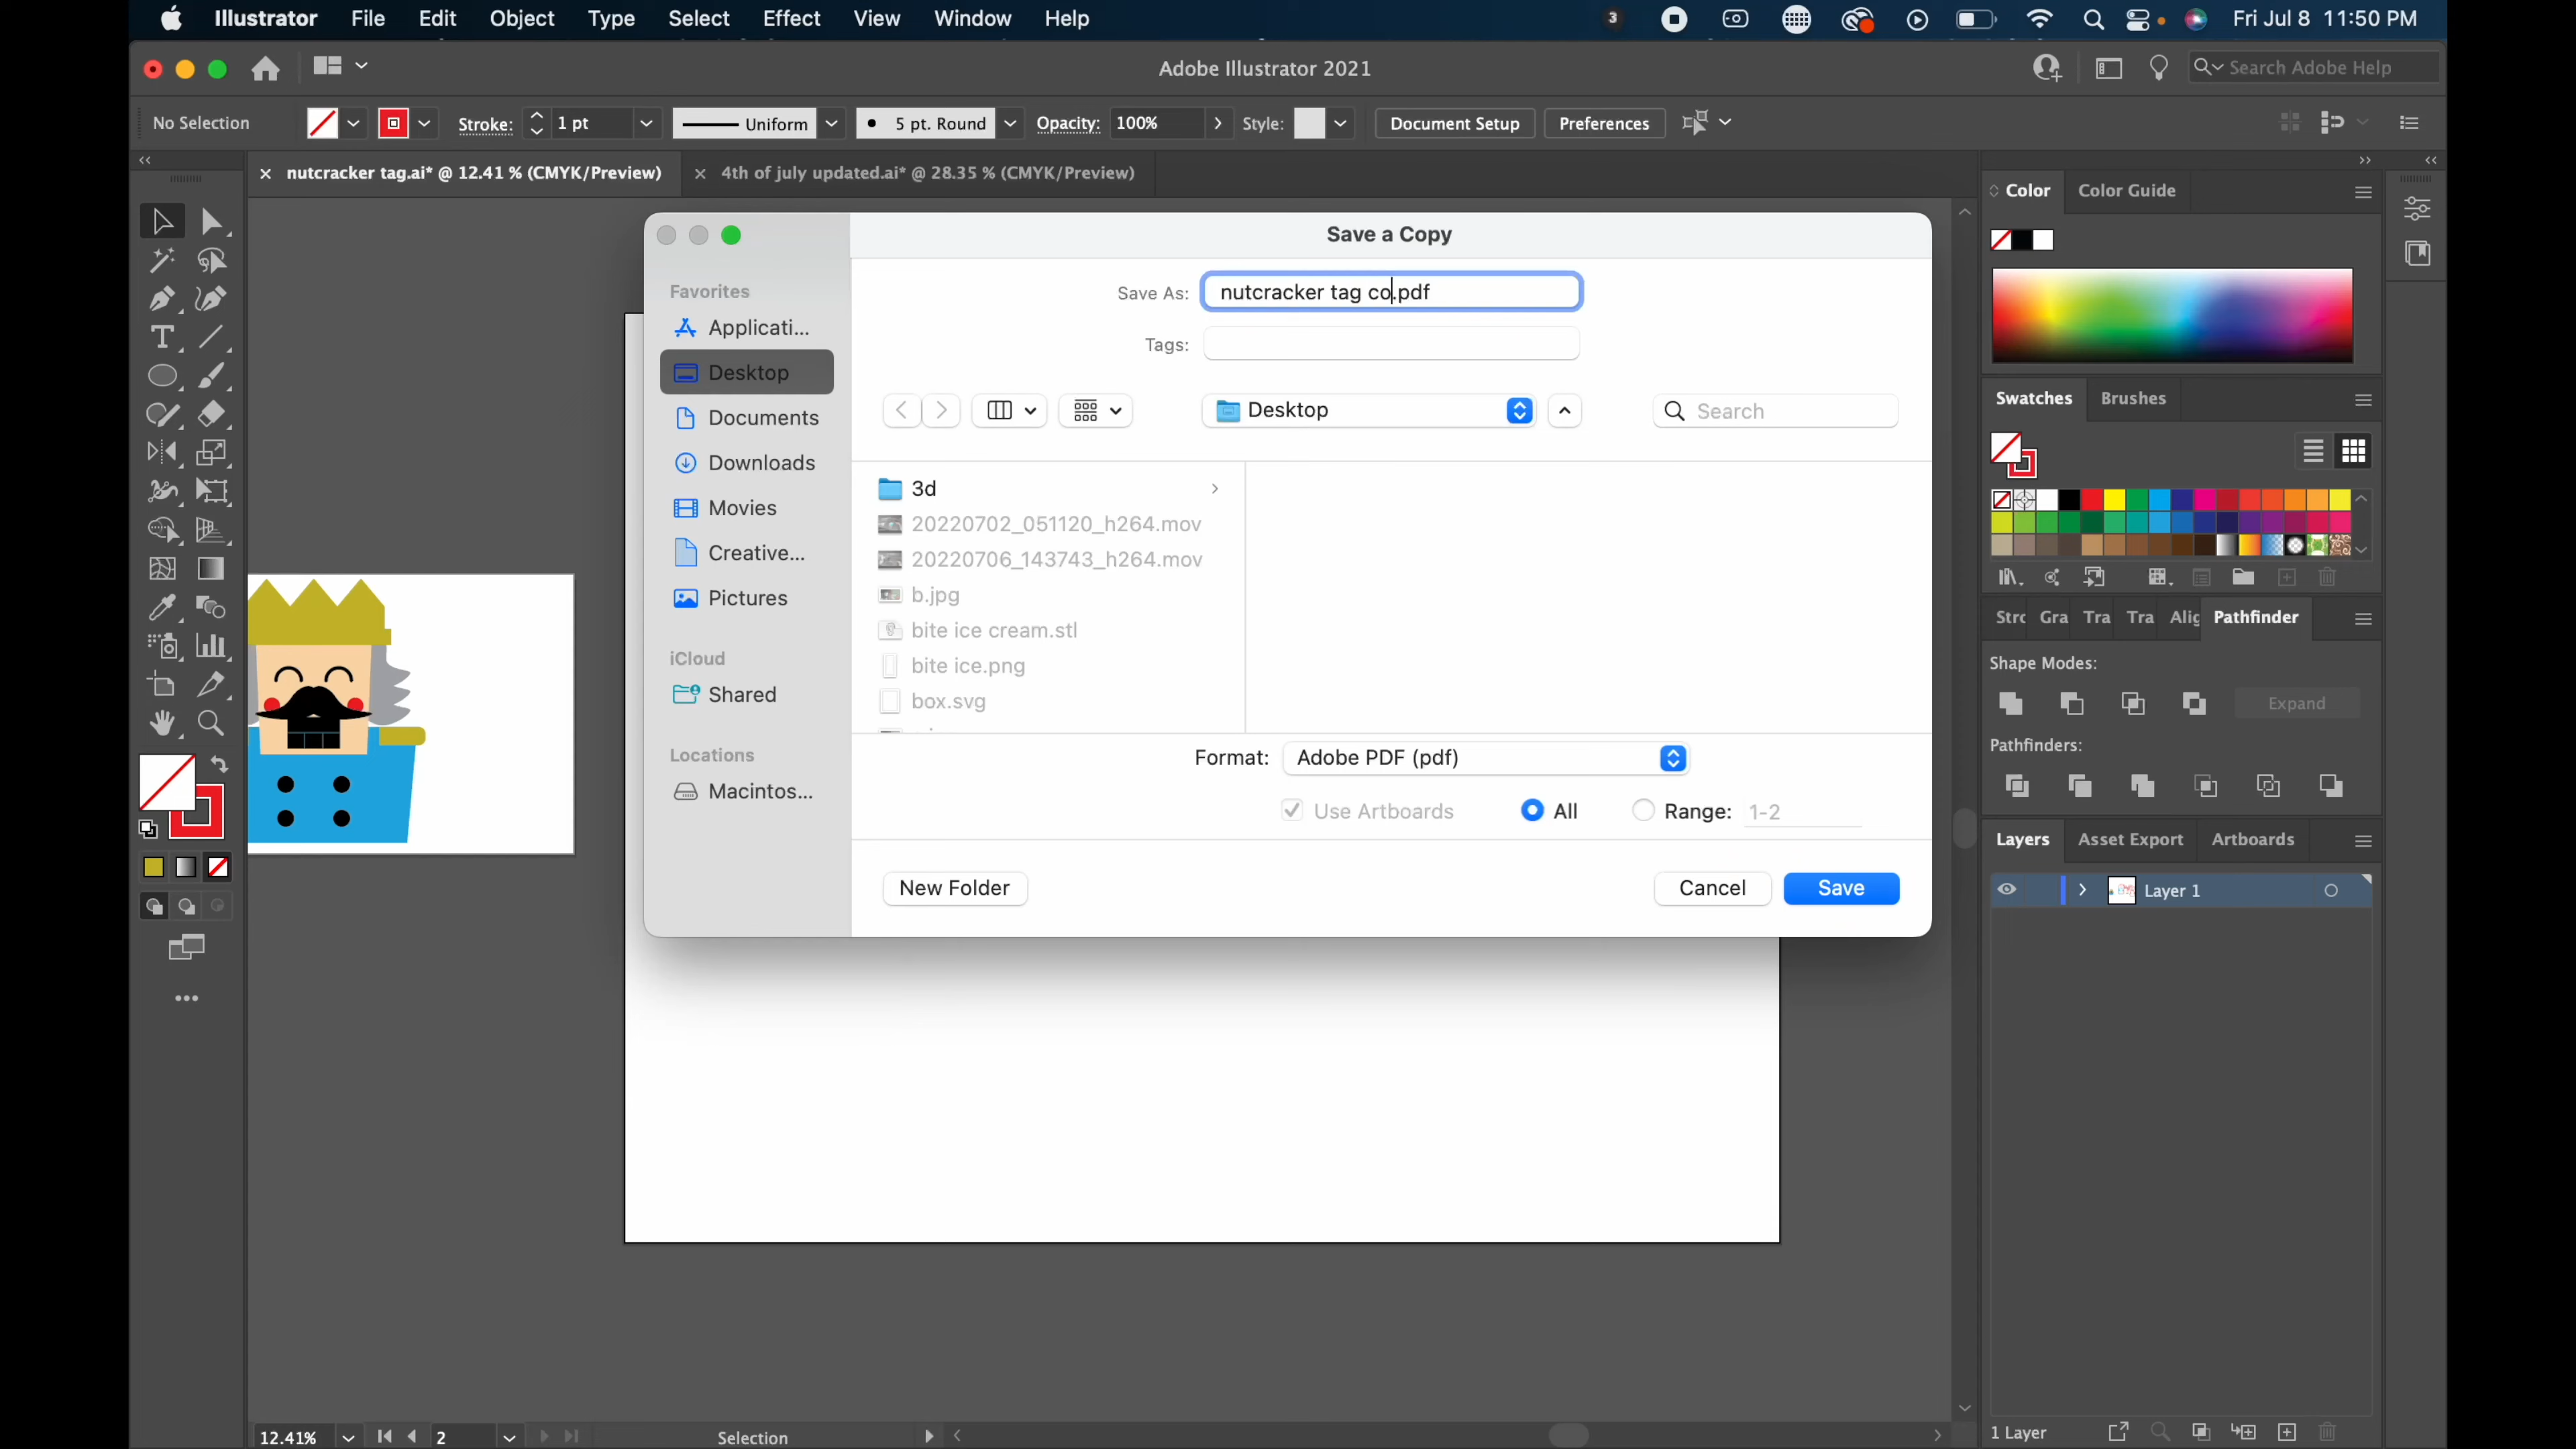 Illustrator File Edit Object Type Select Effect View Window Help 3 Fri Jul 8 11:50 PM
Adobe Illustrator 2021 Search Adobe Help
No Selection Stroke: 1 pt Uniform 5 pt. Round Opacity: 100% Style: Document Setup Preferences
nutcracker tag.ai* @ 12.41 % (CMYK/Preview) 4th of july updated.ai* @ 28.35 % (CMYK/Preview)
Color Color Guide
Save a Copy
Save As: nutcracker tag co.pdf
Tags:
Favorites
Applicati...
Desktop
Documents
Downloads
Movies
Creative...
Pictures
iCloud
Shared
Locations
Macintos...
Desktop Search
3d
20220702_051120_h264.mov
20220706_143743_h264.mov
b.jpg
bite ice cream.stl
bite ice.png
box.svg
Format: Adobe PDF (pdf)
Use Artboards All Range: 1-2
New Folder Cancel Save
Swatches Brushes
Strc Gra Tra Tra Alig Pathfinder
Shape Modes:
Expand
Pathfinders:
Layers Asset Export Artboards
Layer 1
1 Layer
12.41% 2 Selection